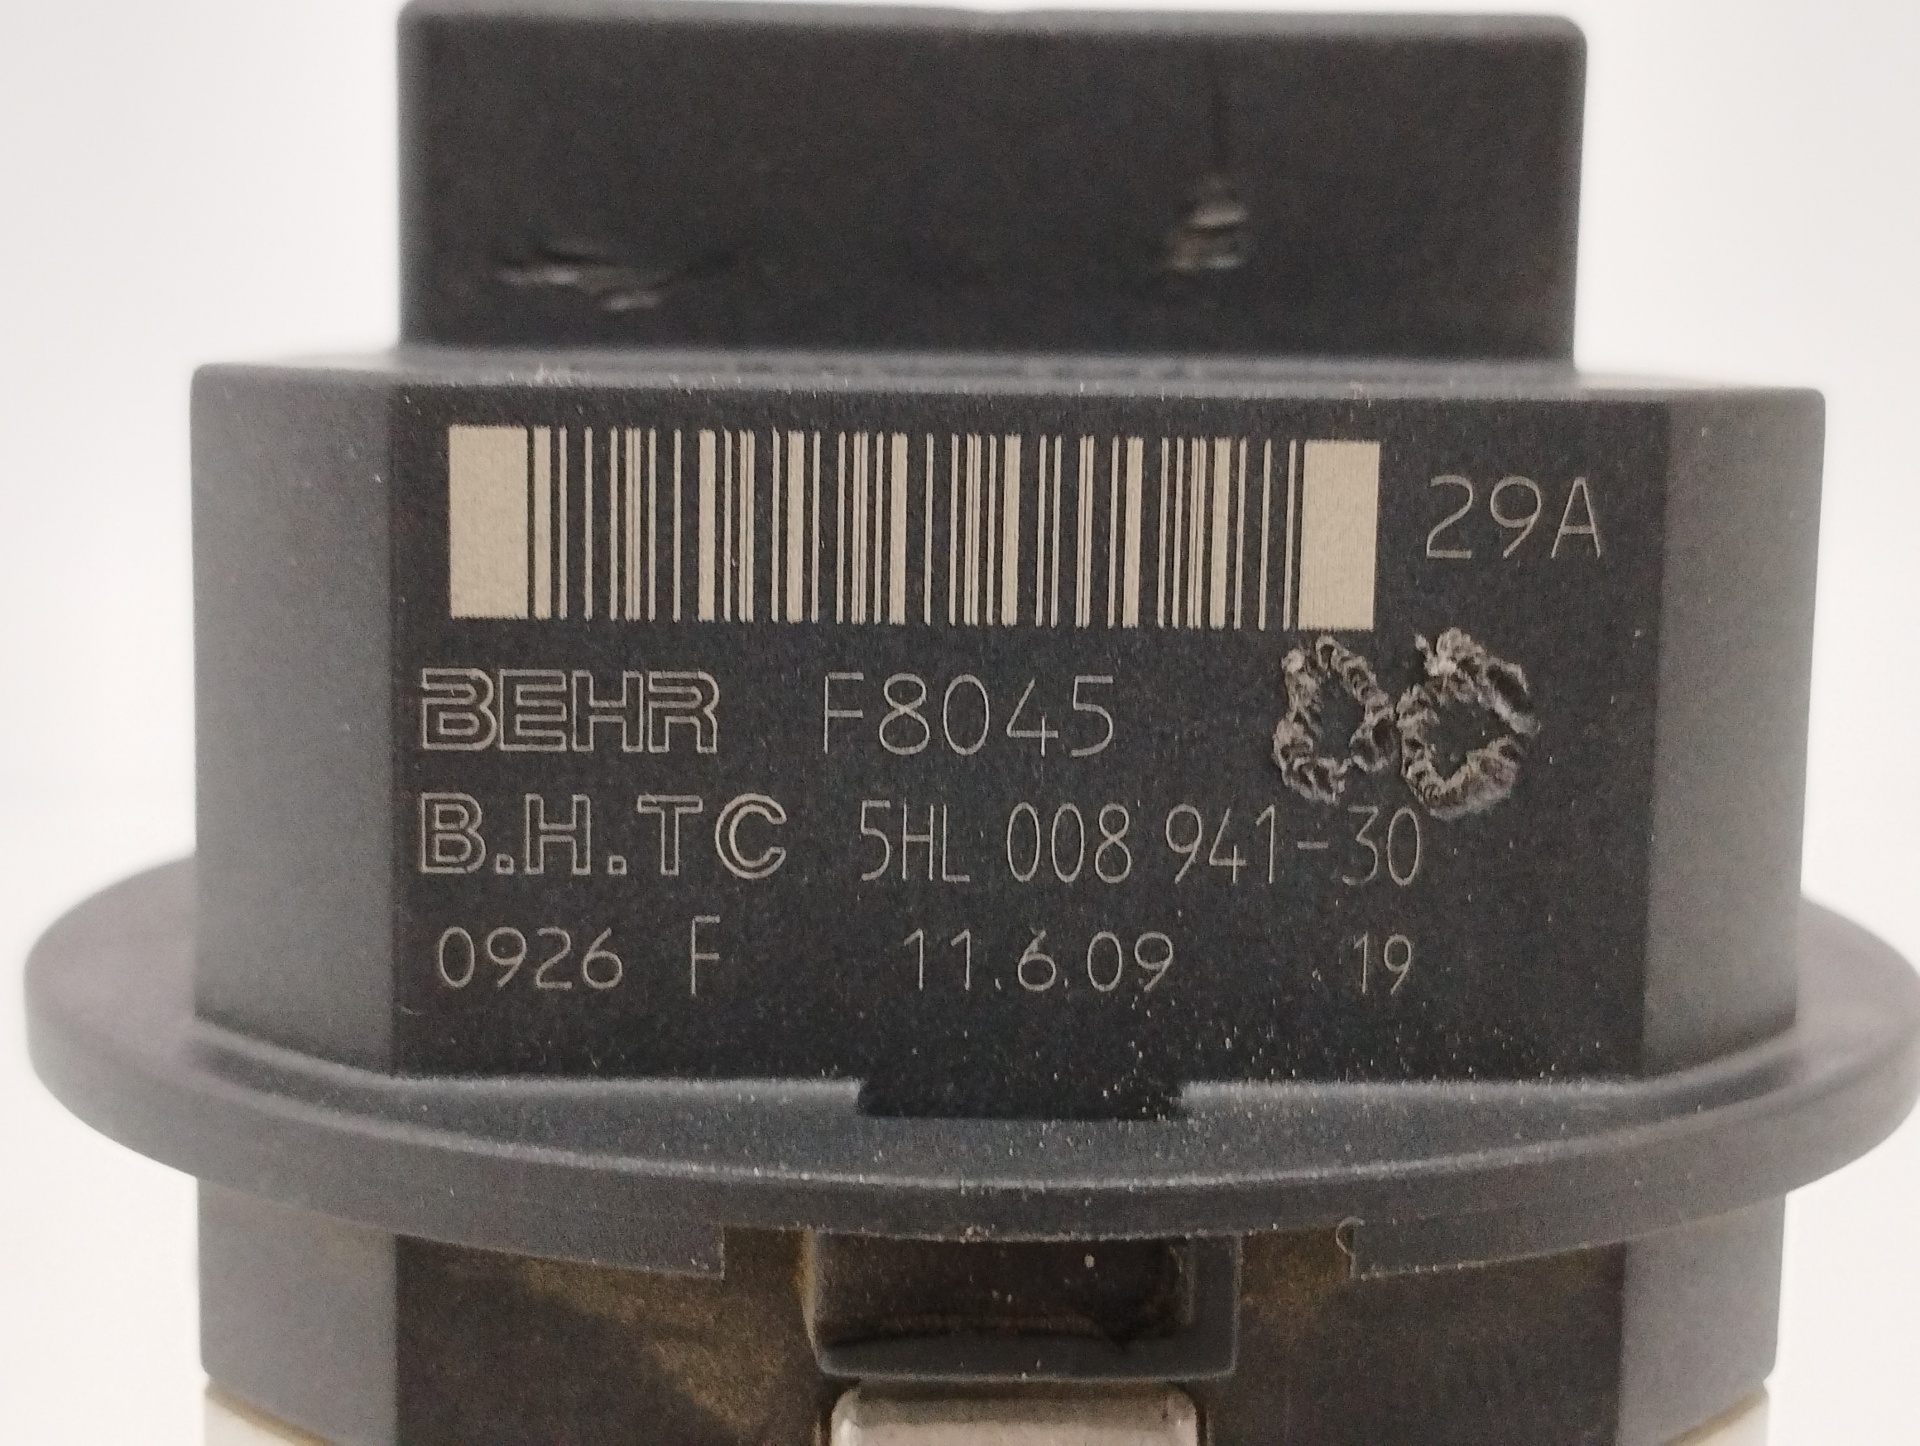 29A
BEHR F8045
B.H.TC 5HL 008 941-30
0926 F 11.6.09 19